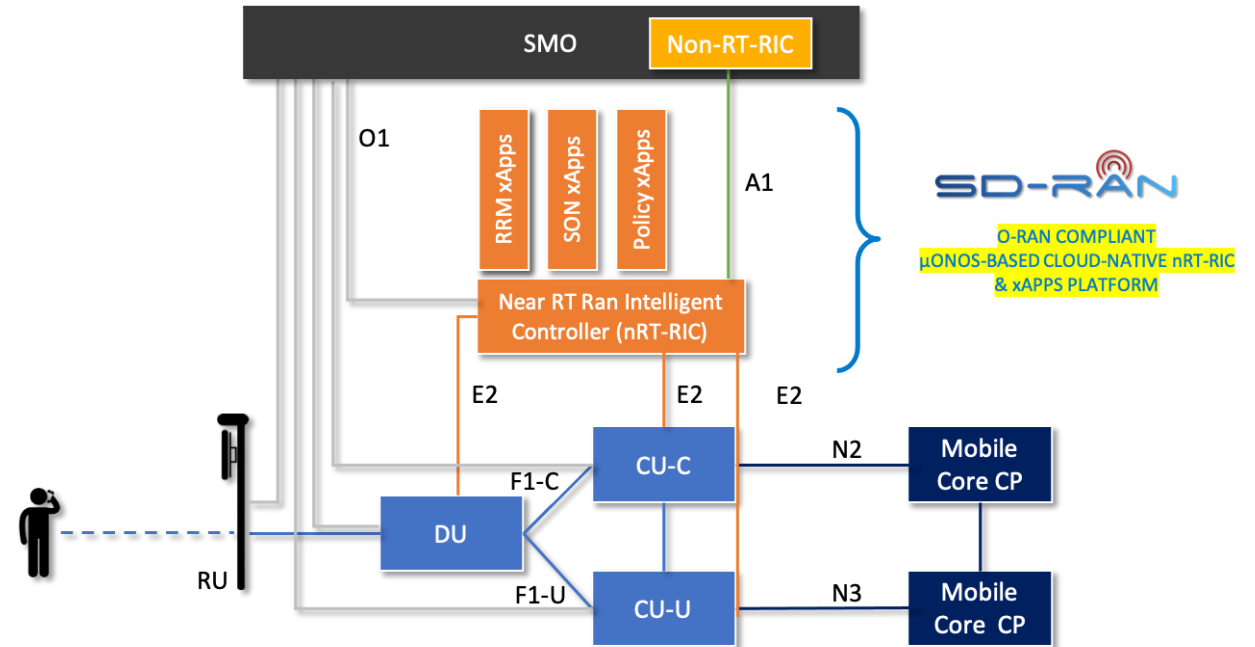 SMO
Non-RT-RIC
O1
RRM xApps
SON xApps
Policy xApps
A1
SD-RAN
O-RAN COMPLIANT
µONOS-BASED CLOUD-NATIVE nRT-RIC
& xAPPS PLATFORM
Near RT Ran Intelligent
Controller (nRT-RIC)
E2
E2
E2
CU-C
N2
Mobile
Core CP
F1-C
DU
RU
F1-U
CU-U
N3
Mobile
Core CP